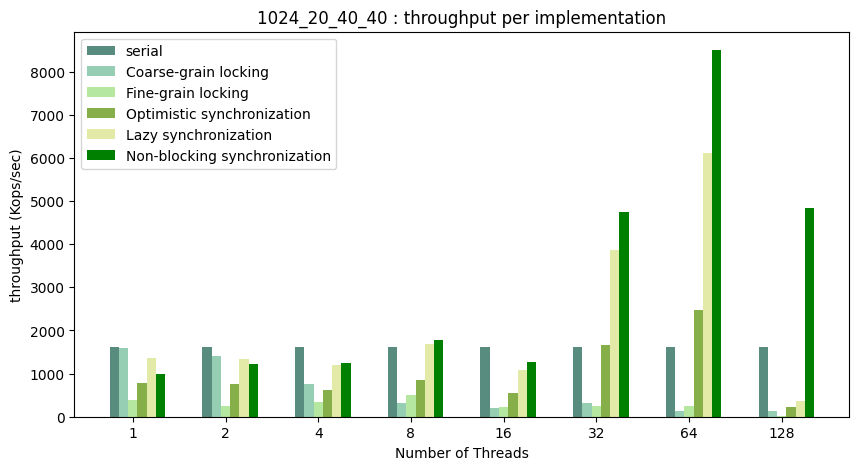 1024_20_40_40 : throughput per implementation
serial
Coarse-grain locking
Fine-grain locking
Optimistic synchronization
Lazy synchronization
Non-blocking synchronization
throughput (Kops/sec)
8000
7000
6000
5000
4000
3000
2000
1000
0
1 2 4 8 16 32 64 128
Number of Threads